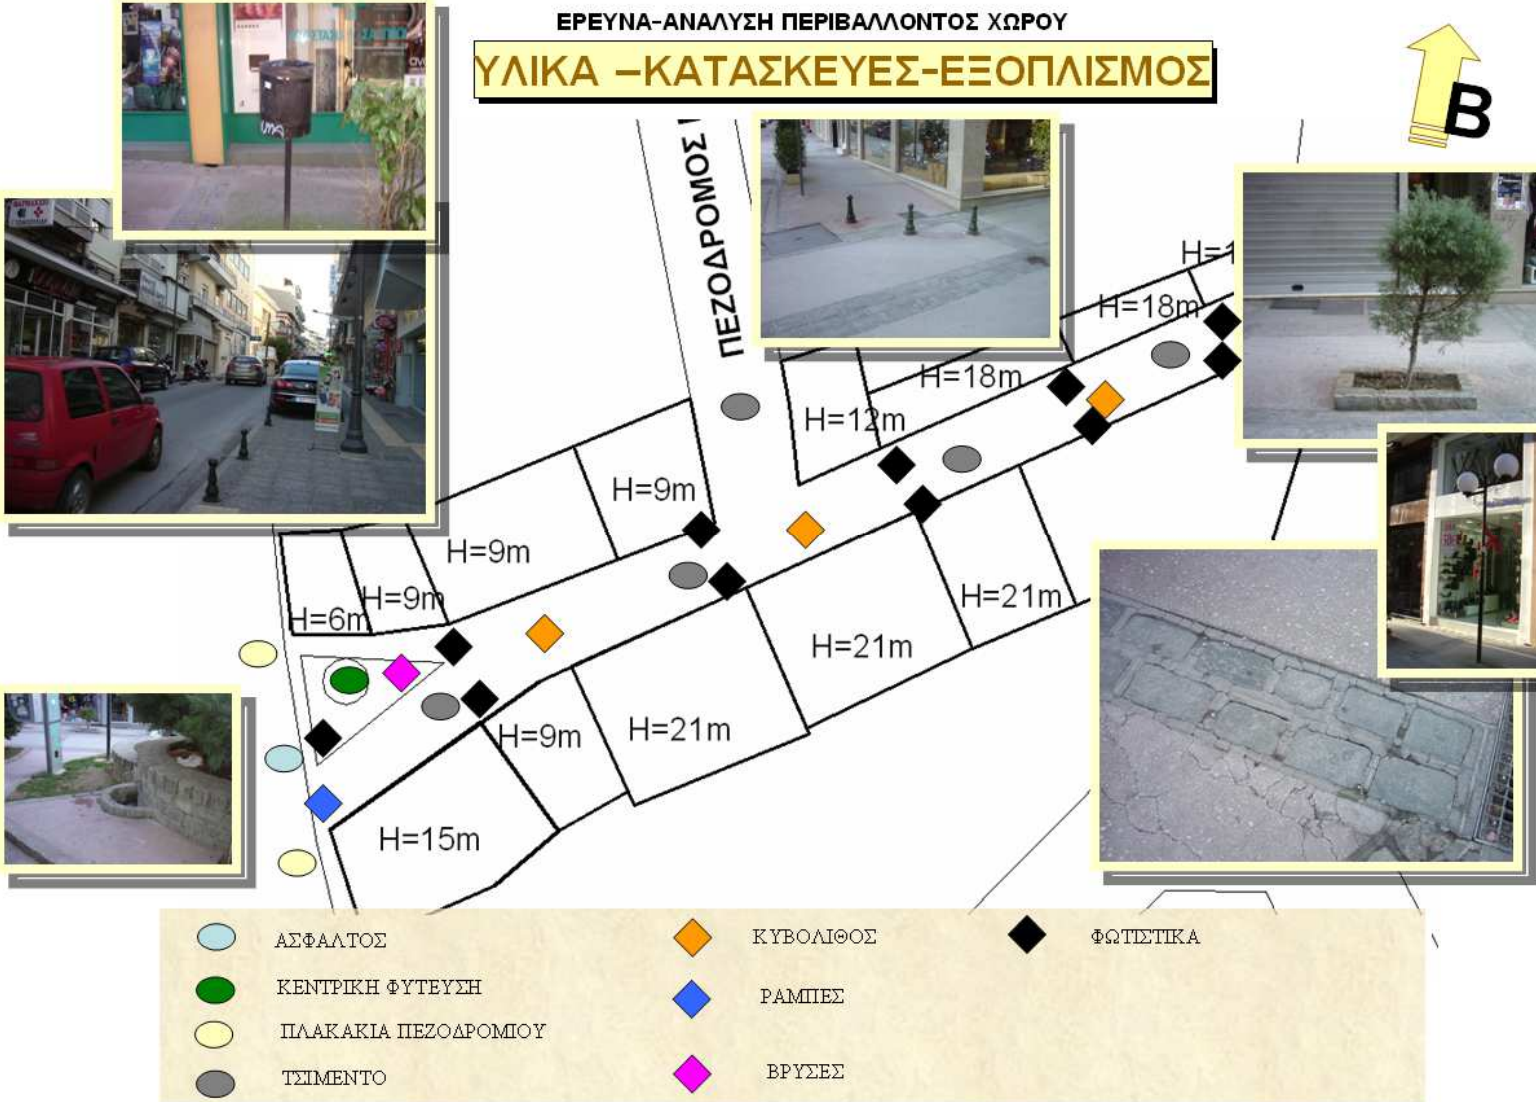 ΕΡΕΥΝΑ-ΑΝΑΛΥΣΗ ΠΕΡΙΒΑΛΛΟΝΤΟΣ ΧΩΡΟΥ
ΥΛΙΚΑ –ΚΑΤΑΣΚΕΥΕΣ-ΕΞΟΠΛΙΣΜΟΣ
Β
ΠΕΖΟΔΡΟΜΟΣ
H=18m
H=18m
H=12m
H=9m
H=9m
H=9m
H=6m
H=21m
H=21m
H=21m
H=9m
H=15m
ΑΣΦΑΛΤΟΣ
ΚΕΝΤΡΙΚΗ ΦΥΤΕΥΣΗ
ΠΛΑΚΑΚΙΑ ΠΕΖΟΔΡΟΜΙΟΥ
ΤΣΙΜΕΝΤΟ
ΚΥΒΟΛΙΘΟΣ
ΡΑΜΠΕΣ
ΒΡΥΣΕΣ
ΦΩΤΙΣΤΙΚΑ